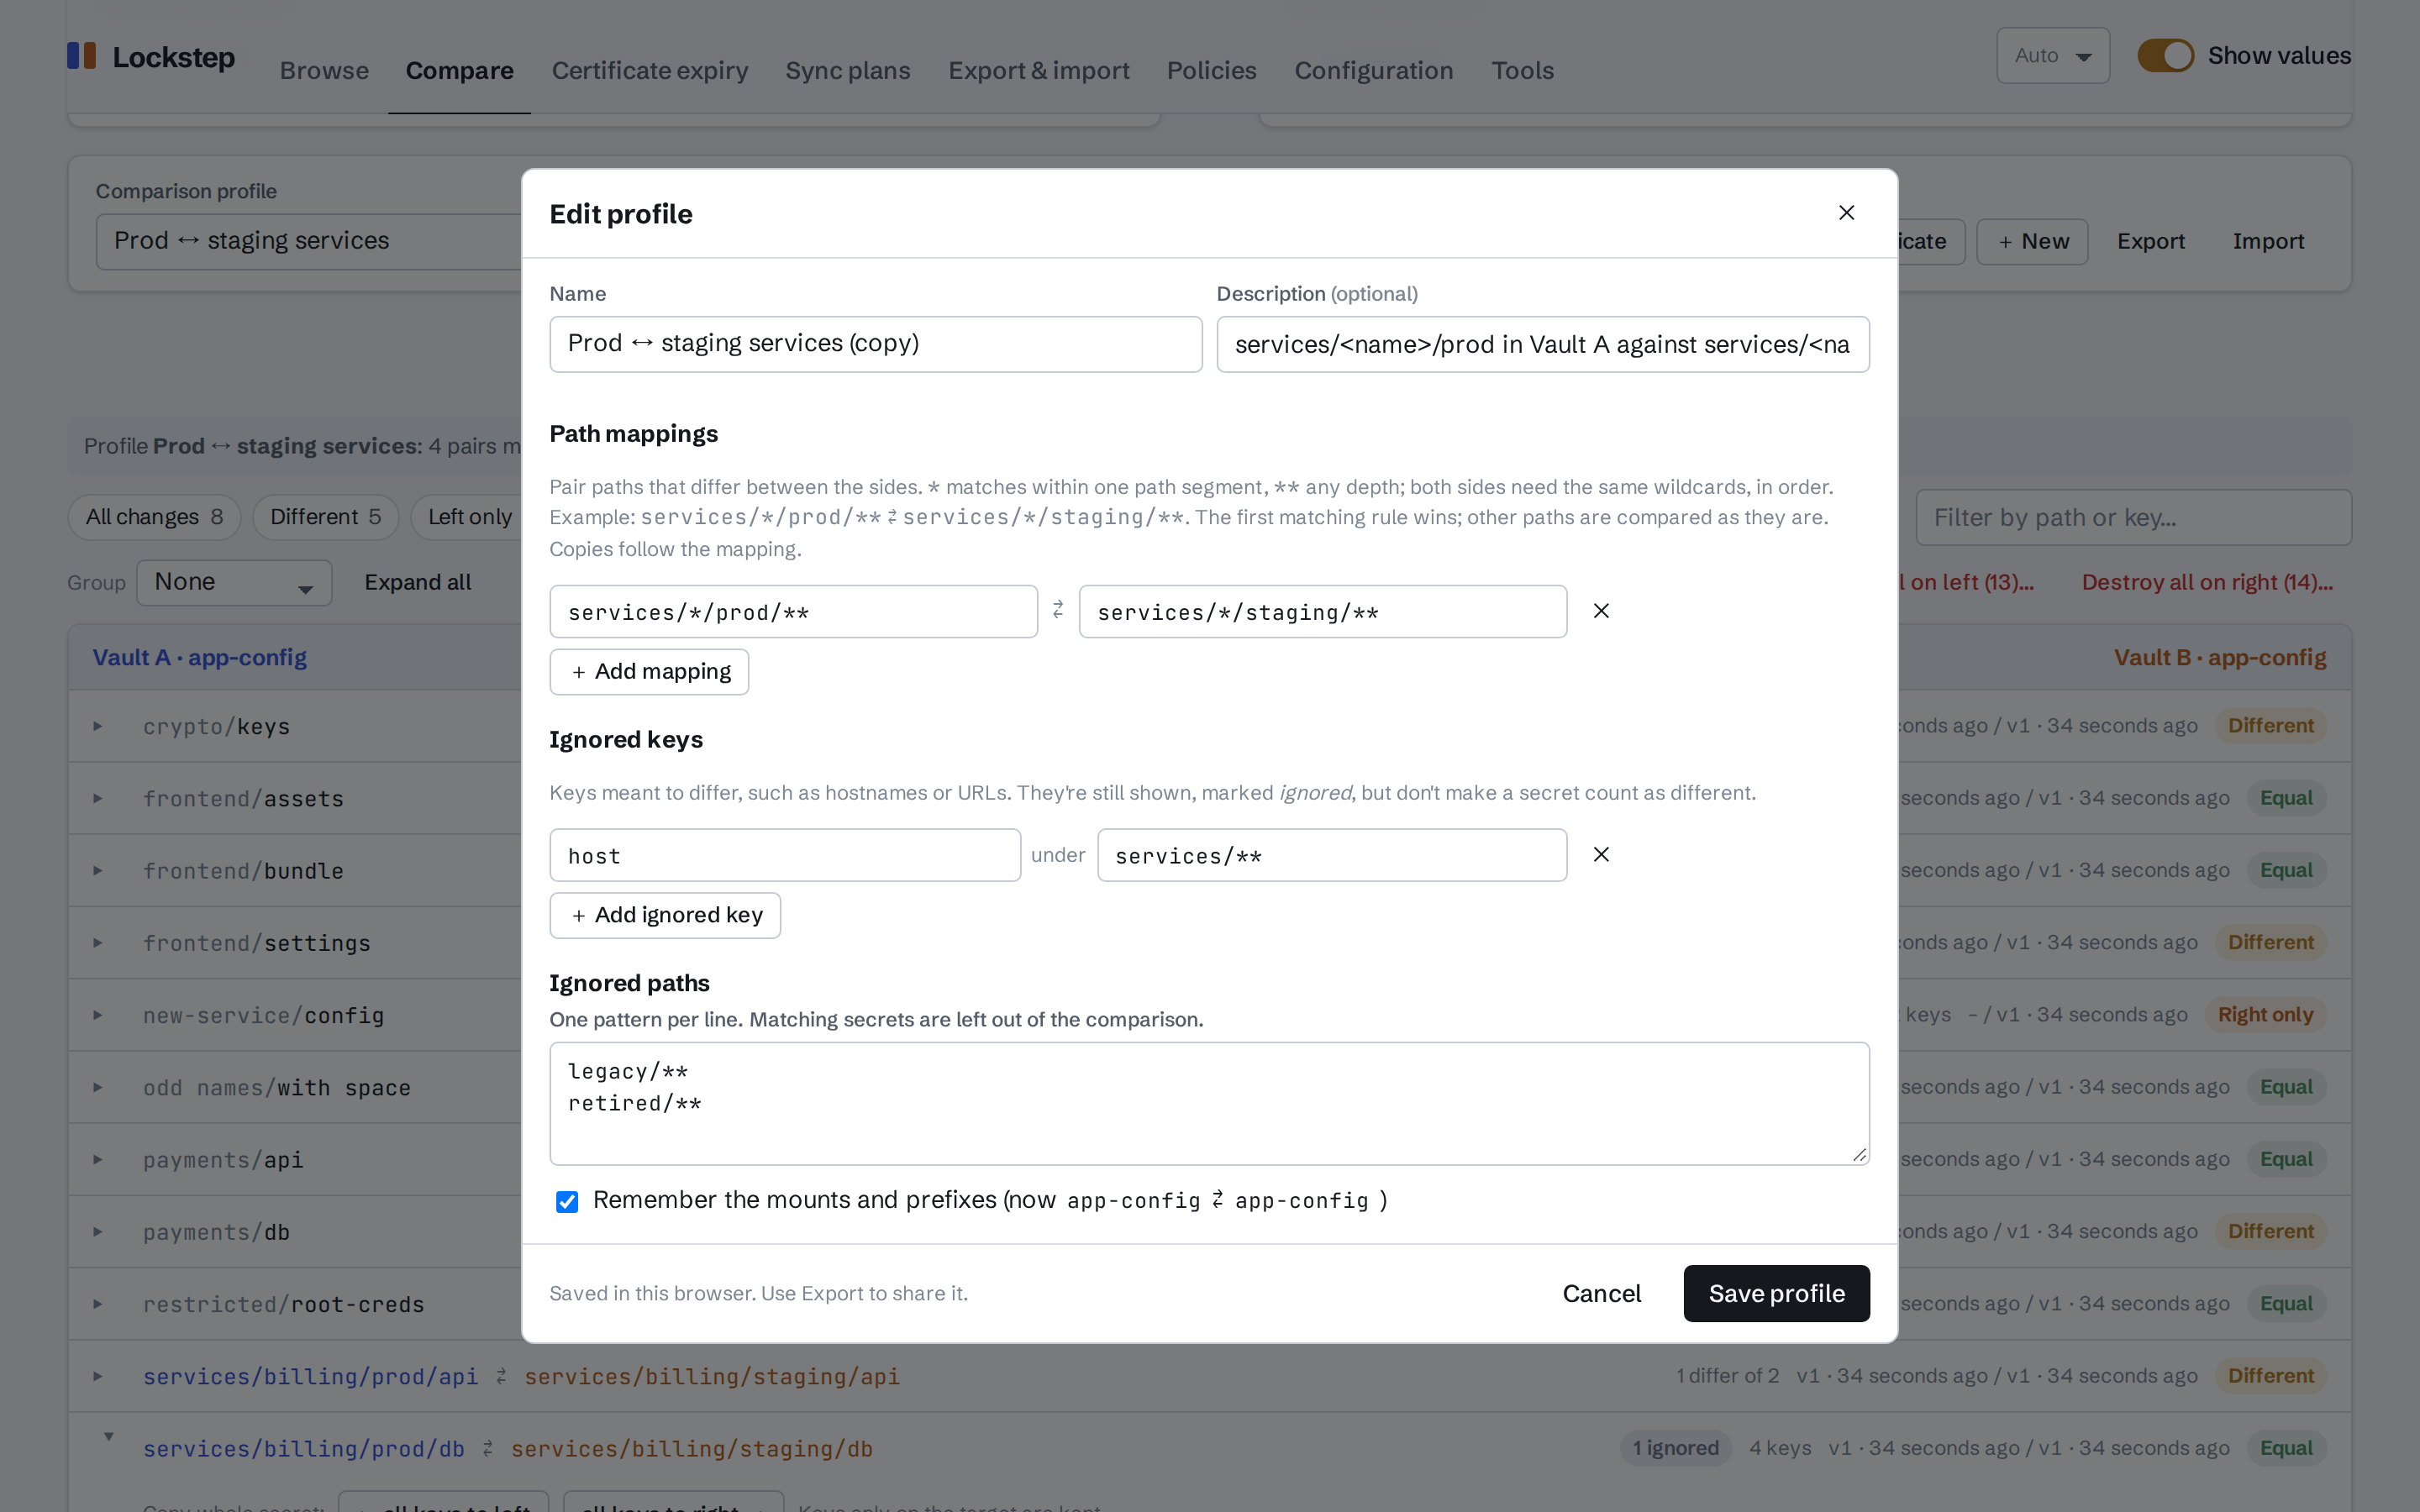 Lockstep
Browse
Compare
Certificate expiry
Sync plans
Export & import
Policies
Configuration
Tools
Auto
Show values
Comparison profile
Prod ↔ staging services
+ New
Export
Import
Profile Prod ↔ staging services: 4 pairs
All changes 8
Different 5
Left only
Filter by path or key...
Group
None
Expand all
on left (13)...
Destroy all on right (14)...
Vault A · app-config
Vault B · app-config
crypto/keys
ago / v1 · 34 seconds ago
Different
frontend/assets
seconds ago / v1 · 34 seconds ago
Equal
frontend/bundle
seconds ago / v1 · 34 seconds ago
Equal
frontend/settings
ago / v1 · 34 seconds ago
Different
new-service/config
keys – / v1 · 34 seconds ago
Right only
odd names/with space
seconds ago / v1 · 34 seconds ago
Equal
payments/api
seconds ago / v1 · 34 seconds ago
Equal
payments/db
ago / v1 · 34 seconds ago
Different
restricted/root-creds
seconds ago / v1 · 34 seconds ago
Equal
services/billing/prod/api ⇄ services/billing/staging/api
1 differ of 2 v1 · 34 seconds ago / v1 · 34 seconds ago
Different
services/billing/prod/db ⇄ services/billing/staging/db
1 ignored 4 keys v1 · 34 seconds ago / v1 · 34 seconds ago
Equal
Edit profile
Name
Description (optional)
Prod ↔ staging services (copy)
services/<name>/prod in Vault A against services/<na
Path mappings
Pair paths that differ between the sides. * matches within one path segment, ** any depth; both sides need the same wildcards, in order.
Example: services/*/prod/** ⇄ services/*/staging/**. The first matching rule wins; other paths are compared as they are.
Copies follow the mapping.
services/*/prod/** ⇄ services/*/staging/**
+ Add mapping
Ignored keys
Keys meant to differ, such as hostnames or URLs. They're still shown, marked ignored, but don't make a secret count as different.
host under services/**
+ Add ignored key
Ignored paths
One pattern per line. Matching secrets are left out of the comparison.
legacy/**
retired/**
Remember the mounts and prefixes (now app-config ⇄ app-config )
Saved in this browser. Use Export to share it.
Cancel
Save profile